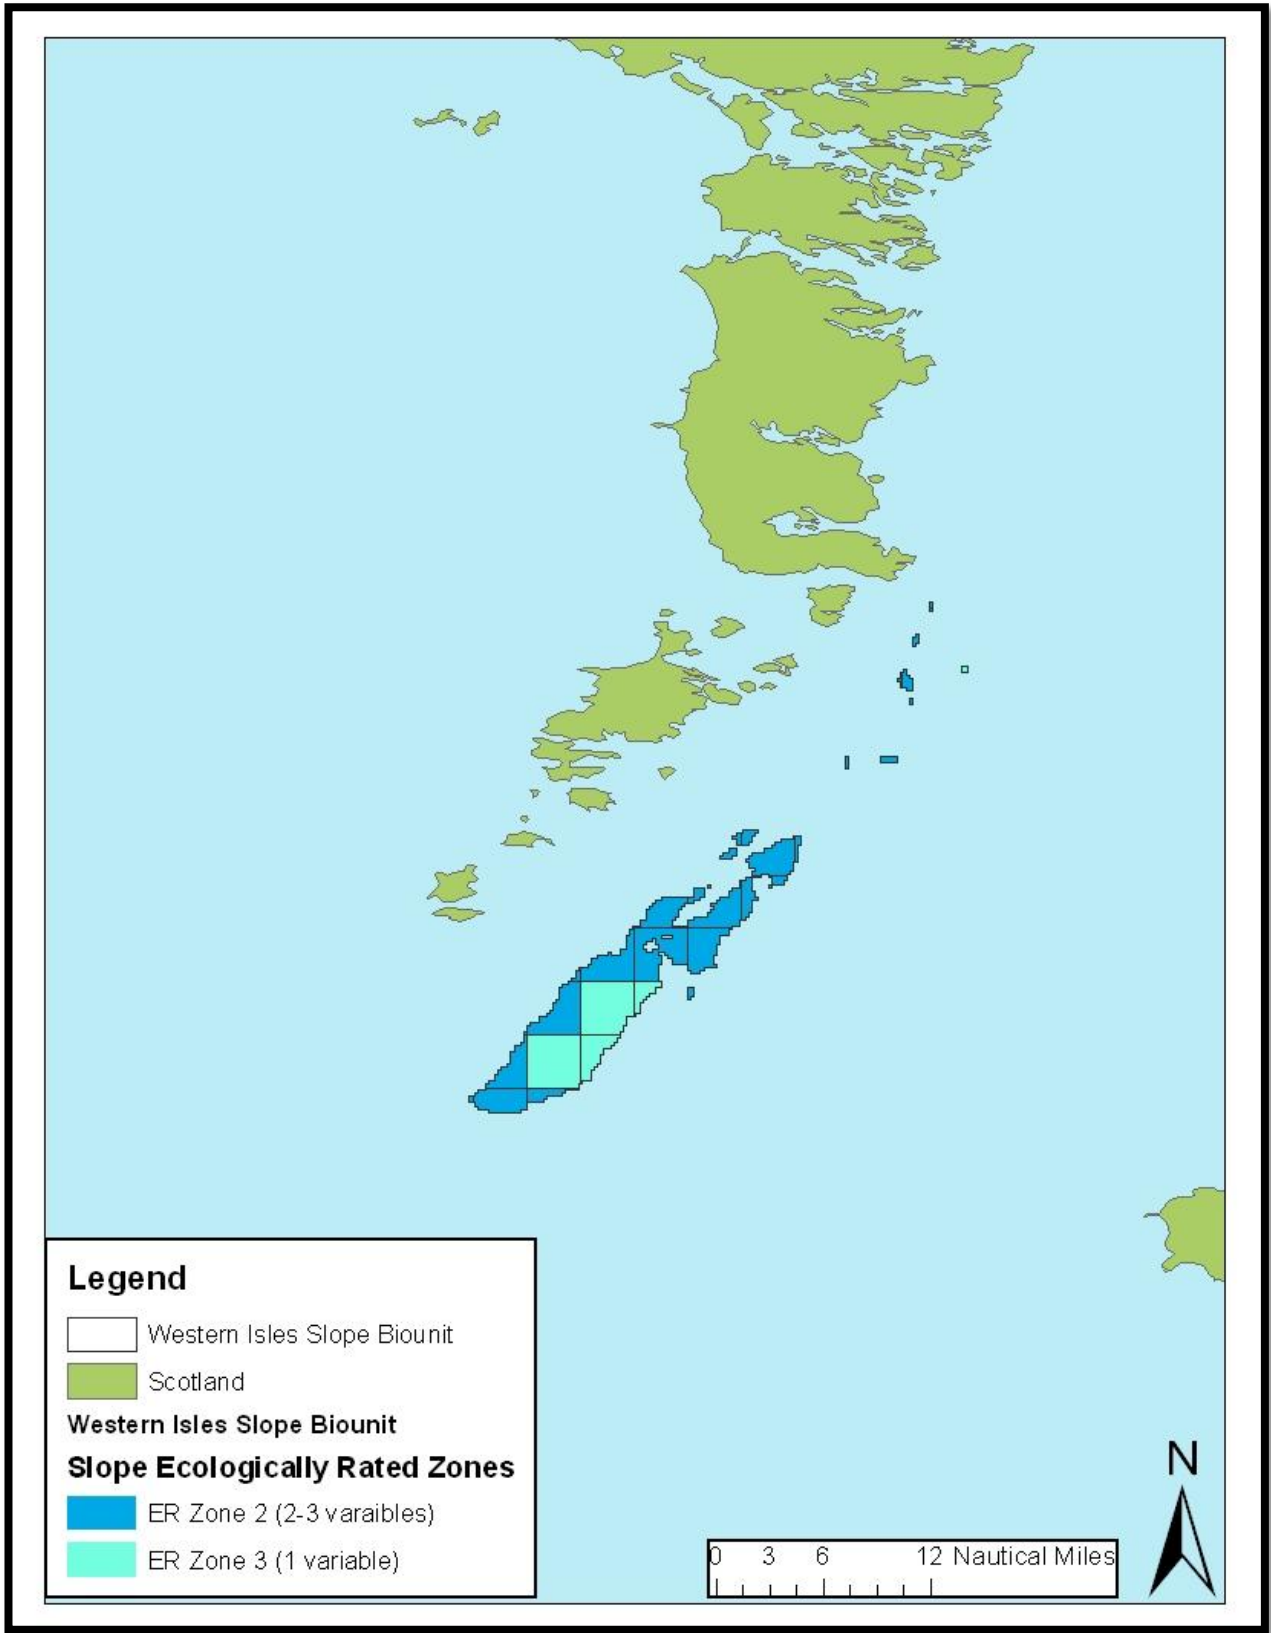 Legend
Western Isles Slope Biounit
Scotland
Western Isles Slope Biounit
Slope Ecologically Rated Zones
ER Zone 2 (2-3 varaibles)
ER Zone 3 (1 variable)
N
0 3 6 12 Nautical Miles